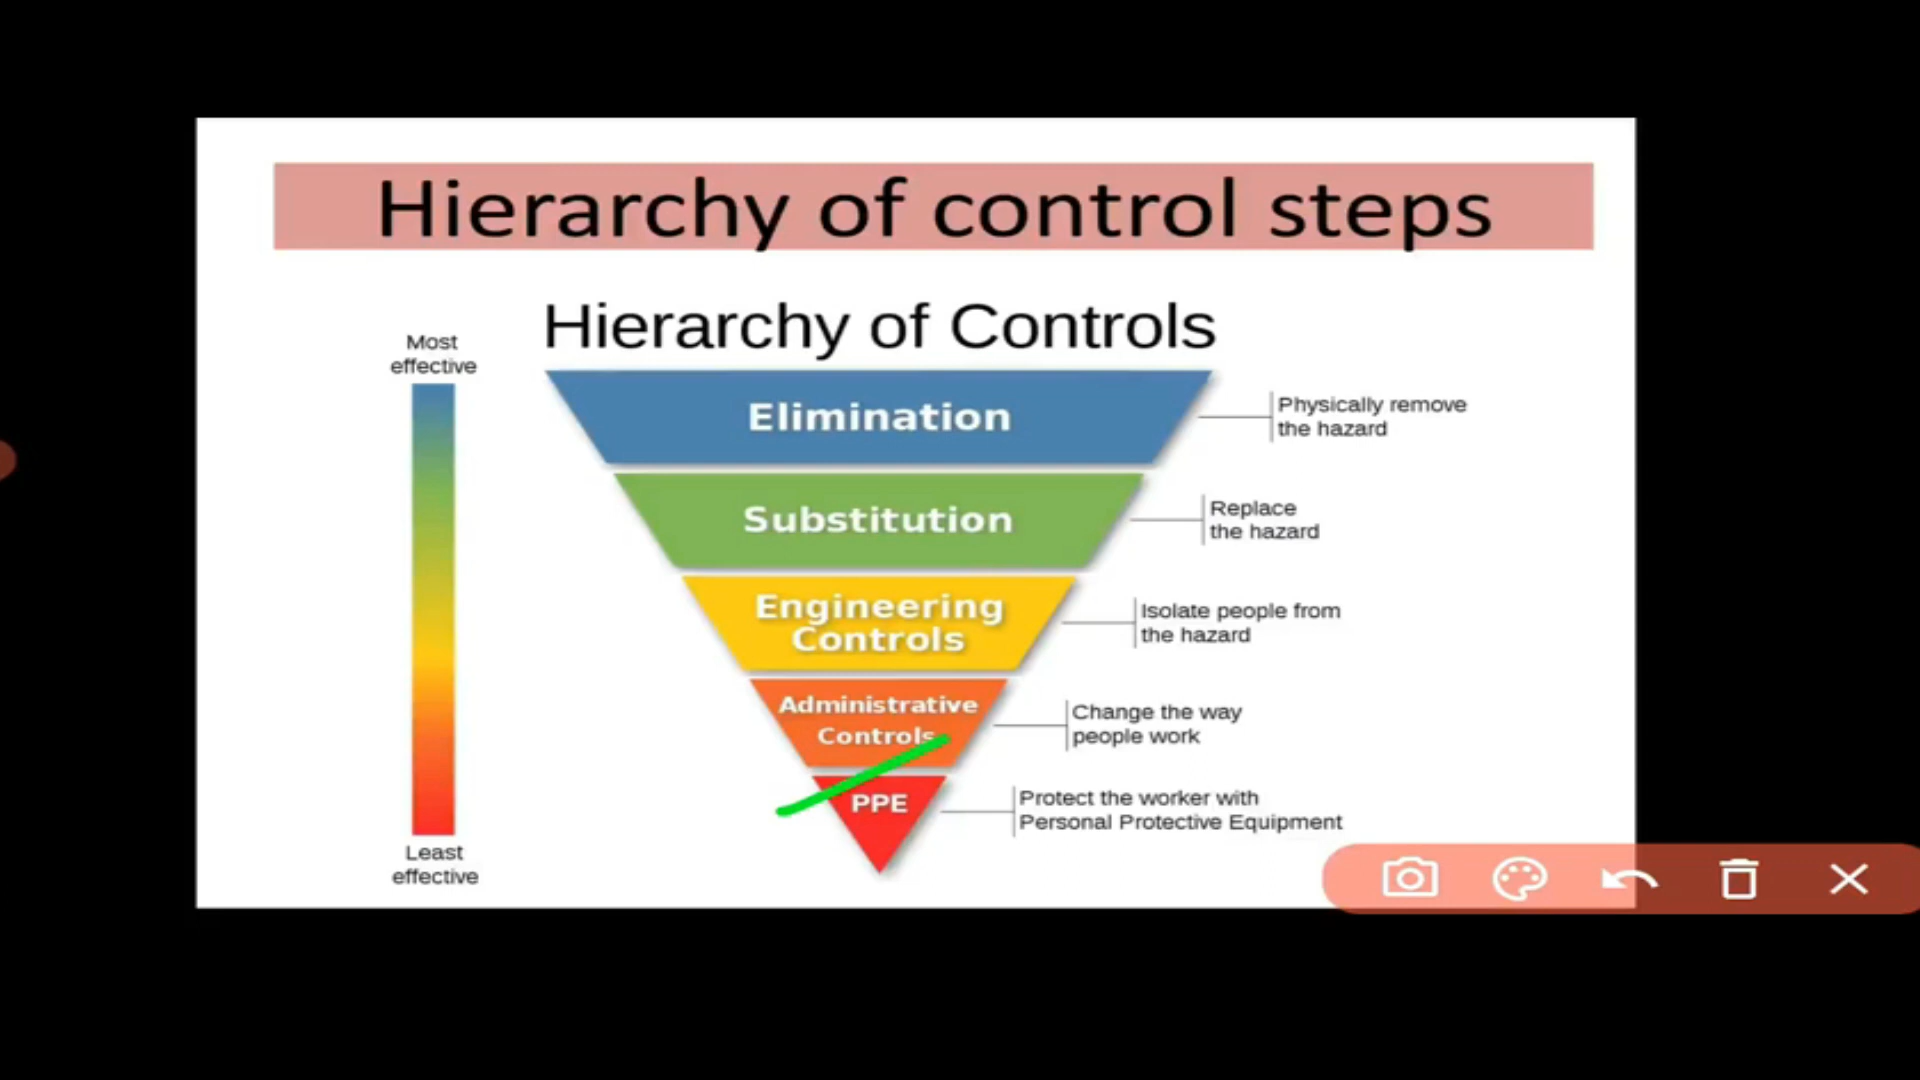 Hierarchy of control steps
Hierarchy of Controls
Most
effective
Elimination
Physically remove
the hazard
Substitution
Replace
the hazard
Engineering
Controls
Isolate people from
the hazard
Administrative
Controls
Change the way
people work
PPE
Protect the worker with
Personal Protective Equipment
Least
effective